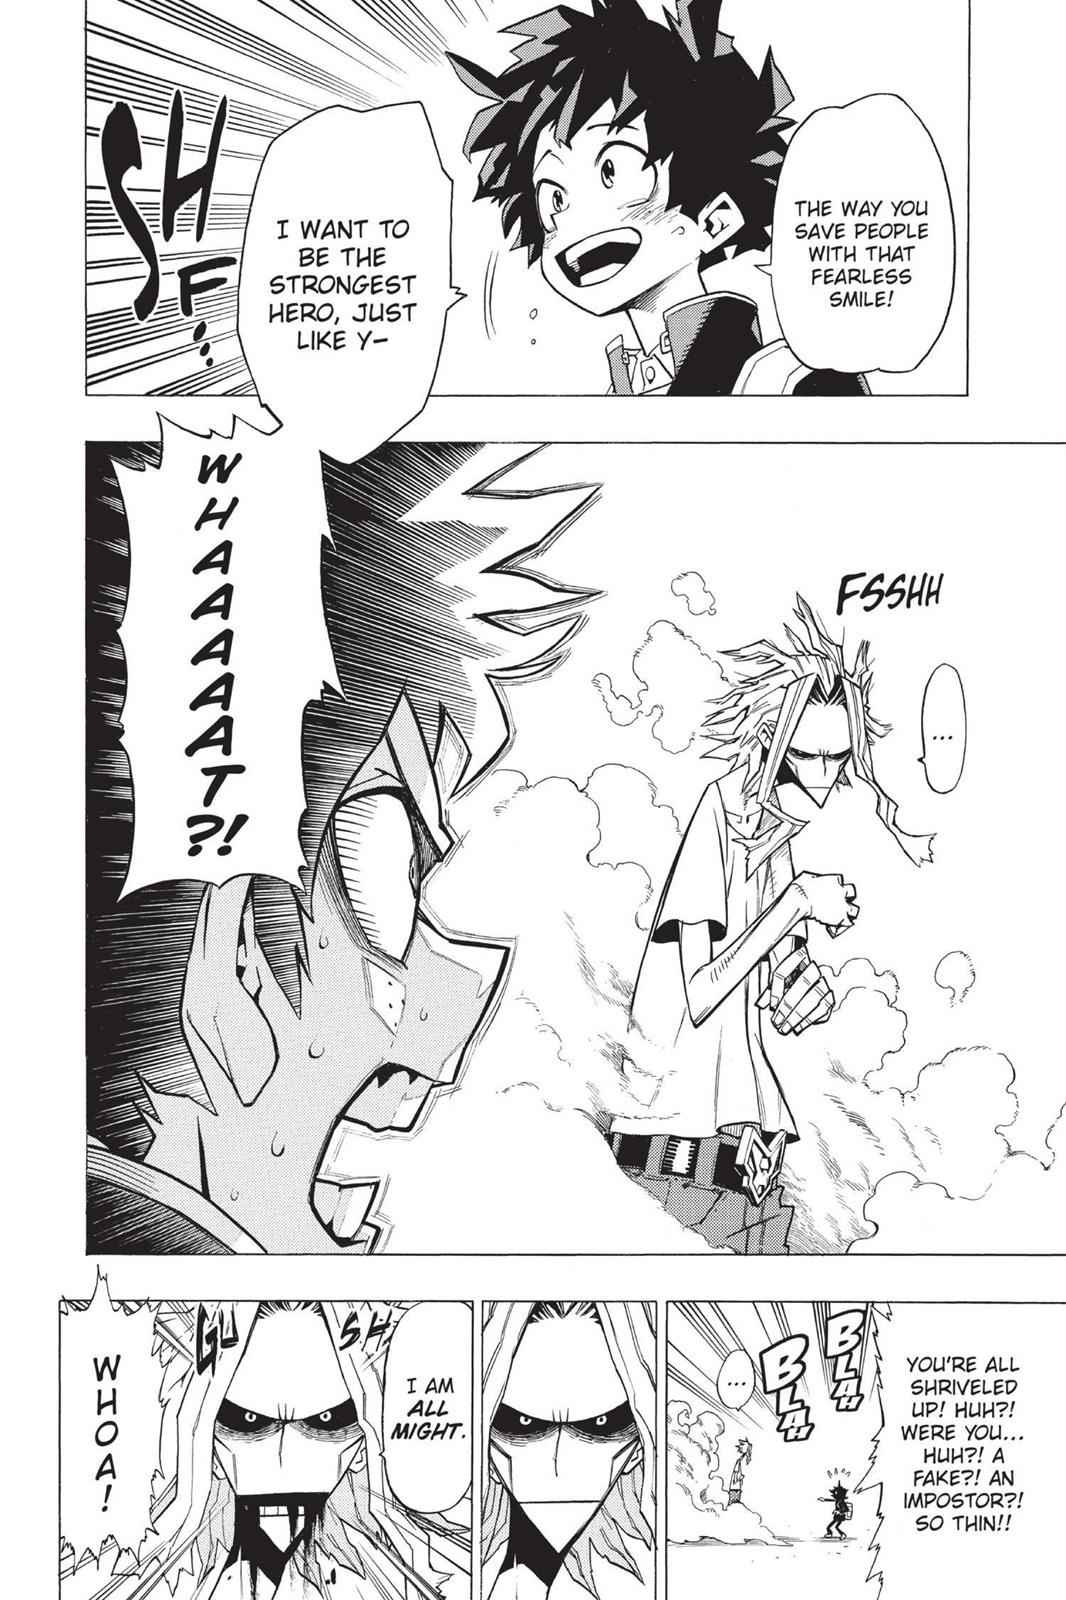 THE WAY YOU
SAVE PEOPLE
WITH THAT
FEARLESS
SMILE!
I WANT TO
BE THE
STRONGEST
HERO, JUST
LIKE Y-
SHF...
FSSHH
...
WHAAAAAT?!
YOU'RE ALL
SHRIVELED
UP! HUH?!
WERE YOU...
HUH?! A
FAKE?! AN
IMPOSTOR?!
SO THIN!!
BLAH
BLAH
...
I AM
ALL
MIGHT.
WHOA!